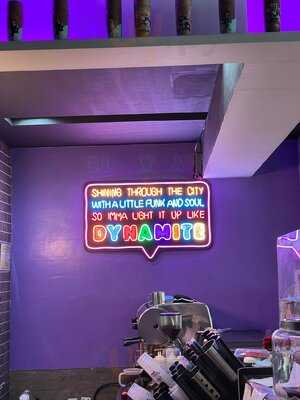 SHINING THROUGH THE CITY
WITH A LITTLE FUNK AND SOUL
SO IMMA LIGHT IT UP LIKE
DYNAMITE